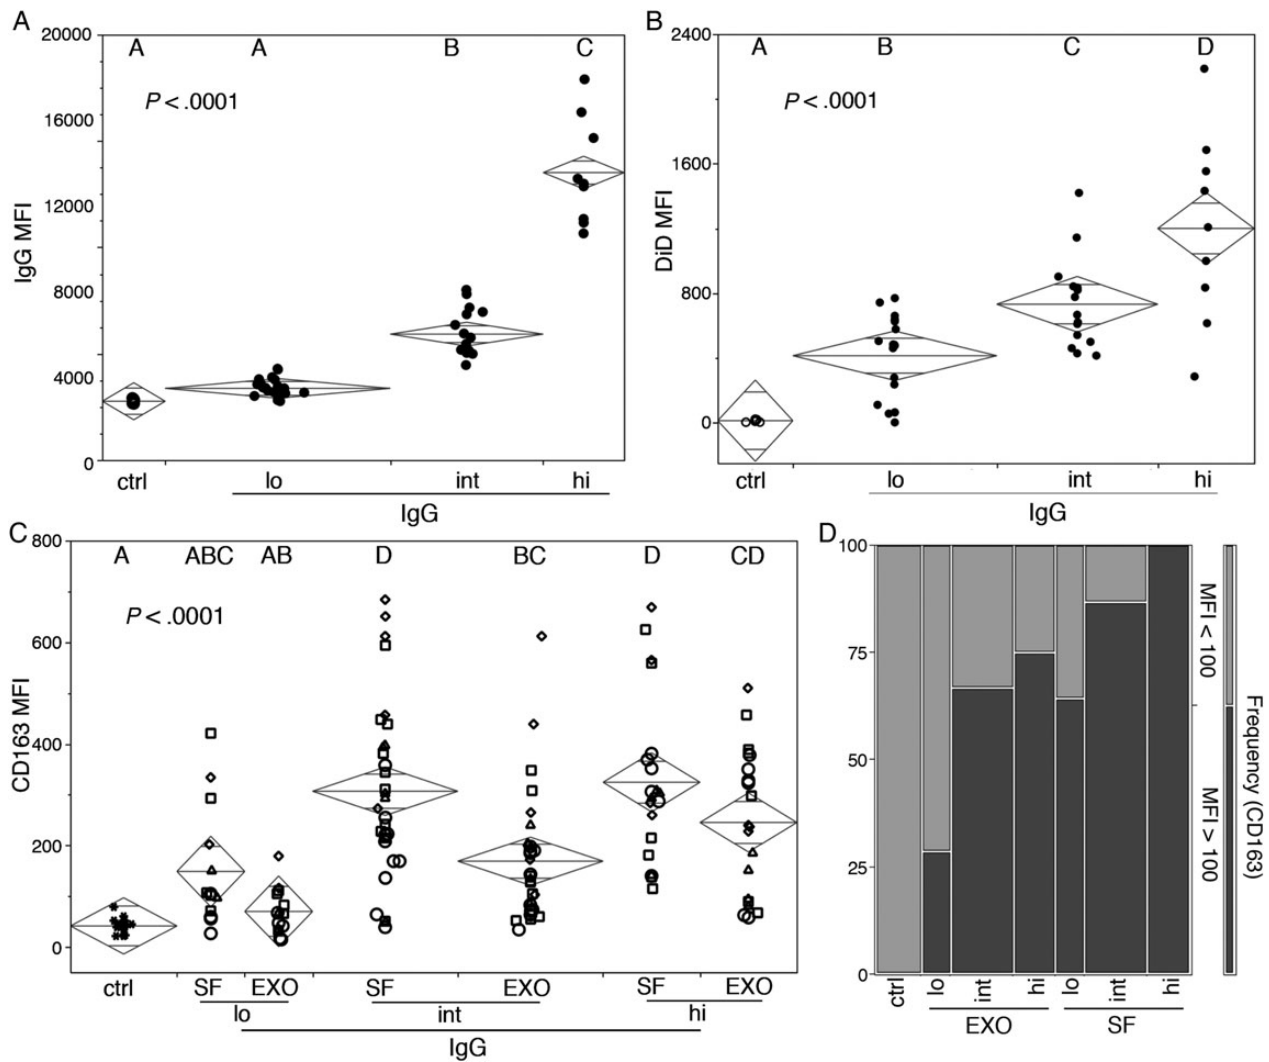 A
20000
16000
12000
8000
4000
0
IgG MFI
A A B C
P < .0001
ctrl lo int hi
IgG
B
2400
1600
800
0
DiD MFI
A B C D
P < .0001
ctrl lo int hi
IgG
C
800
600
400
200
0
CD163 MFI
A ABC AB D BC D CD
P < .0001
ctrl SF EXO SF EXO SF EXO
lo int hi
IgG
D
100
75
50
25
0
ctrl lo int hi lo int hi
EXO SF
MFI < 100
MFI > 100
Frequency (CD163)